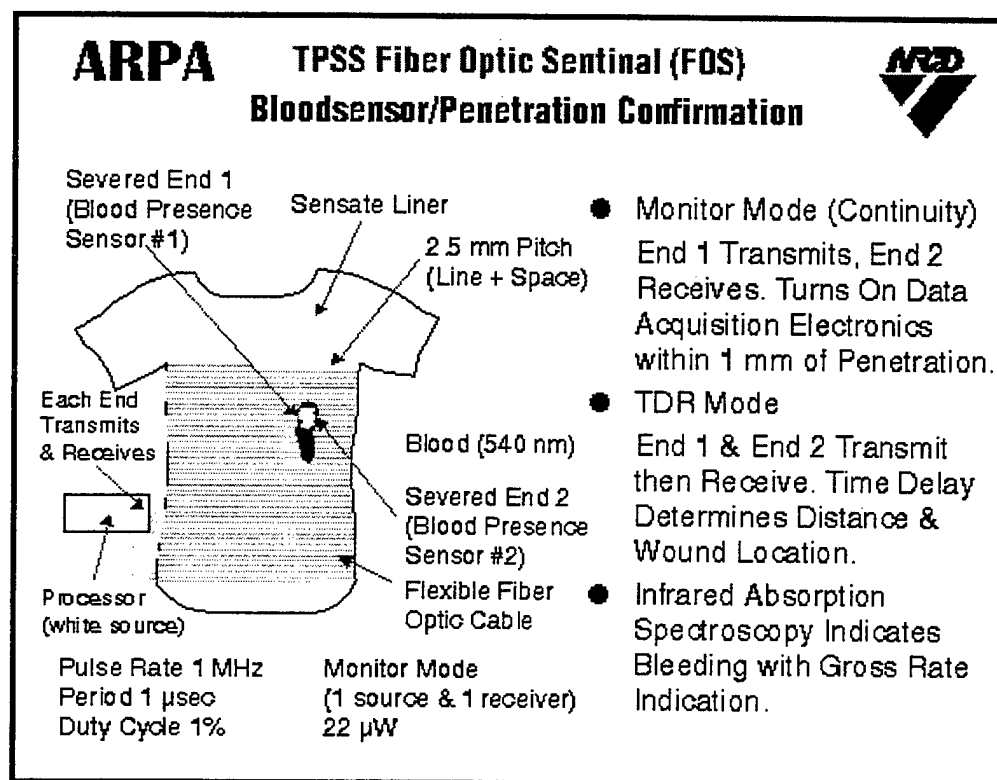 ARPA
TPSS Fiber Optic Sentinal (FOS)
Bloodsensor/Penetration Confirmation
NRaD
Severed End 1
(Blood Presence
Sensor #1)
Sensate Liner
2.5 mm Pitch
(Line + Space)
Each End
Transmits
& Receives
Blood (540 nm)
Severed End 2
(Blood Presence
Sensor #2)
Flexible Fiber
Optic Cable
Processor
(white source)
Pulse Rate 1 MHz
Period 1 µsec
Duty Cycle 1%
Monitor Mode
(1 source & 1 receiver)
22 µW
● Monitor Mode (Continuity)
End 1 Transmits, End 2
Receives. Turns On Data
Acquisition Electronics
within 1 mm of Penetration.
● TDR Mode
End 1 & End 2 Transmit
then Receive. Time Delay
Determines Distance &
Wound Location.
● Infrared Absorption
Spectroscopy Indicates
Bleeding with Gross Rate
Indication.